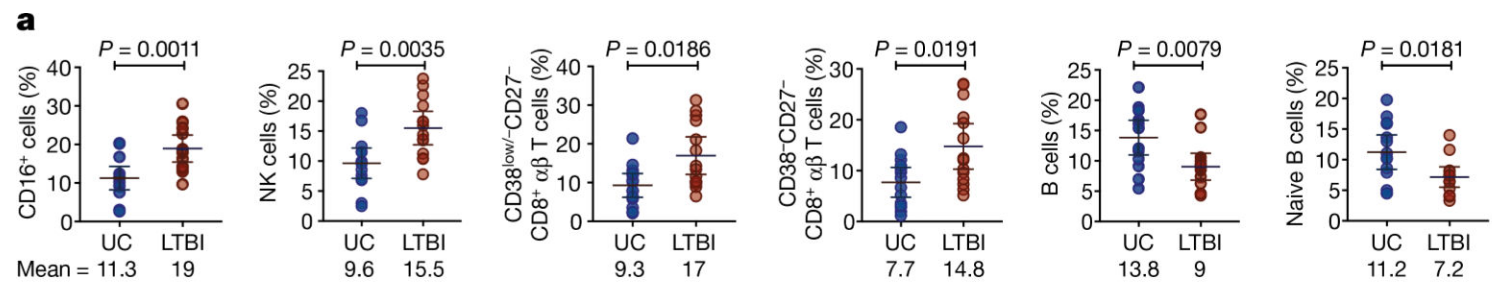 a
P = 0.0011
CD16⁺ cells (%)
40
30
20
10
0
UC LTBI
Mean = 11.3 19
P = 0.0035
NK cells (%)
25
20
15
10
5
0
UC LTBI
9.6 15.5
P = 0.0186
CD38low/−CD27−
CD8⁺ αβ T cells (%)
40
30
20
10
0
UC LTBI
9.3 17
P = 0.0191
CD38−CD27−
CD8⁺ αβ T cells (%)
30
20
10
0
UC LTBI
7.7 14.8
P = 0.0079
B cells (%)
25
20
15
10
5
0
UC LTBI
13.8 9
P = 0.0181
Naive B cells (%)
25
20
15
10
5
0
UC LTBI
11.2 7.2